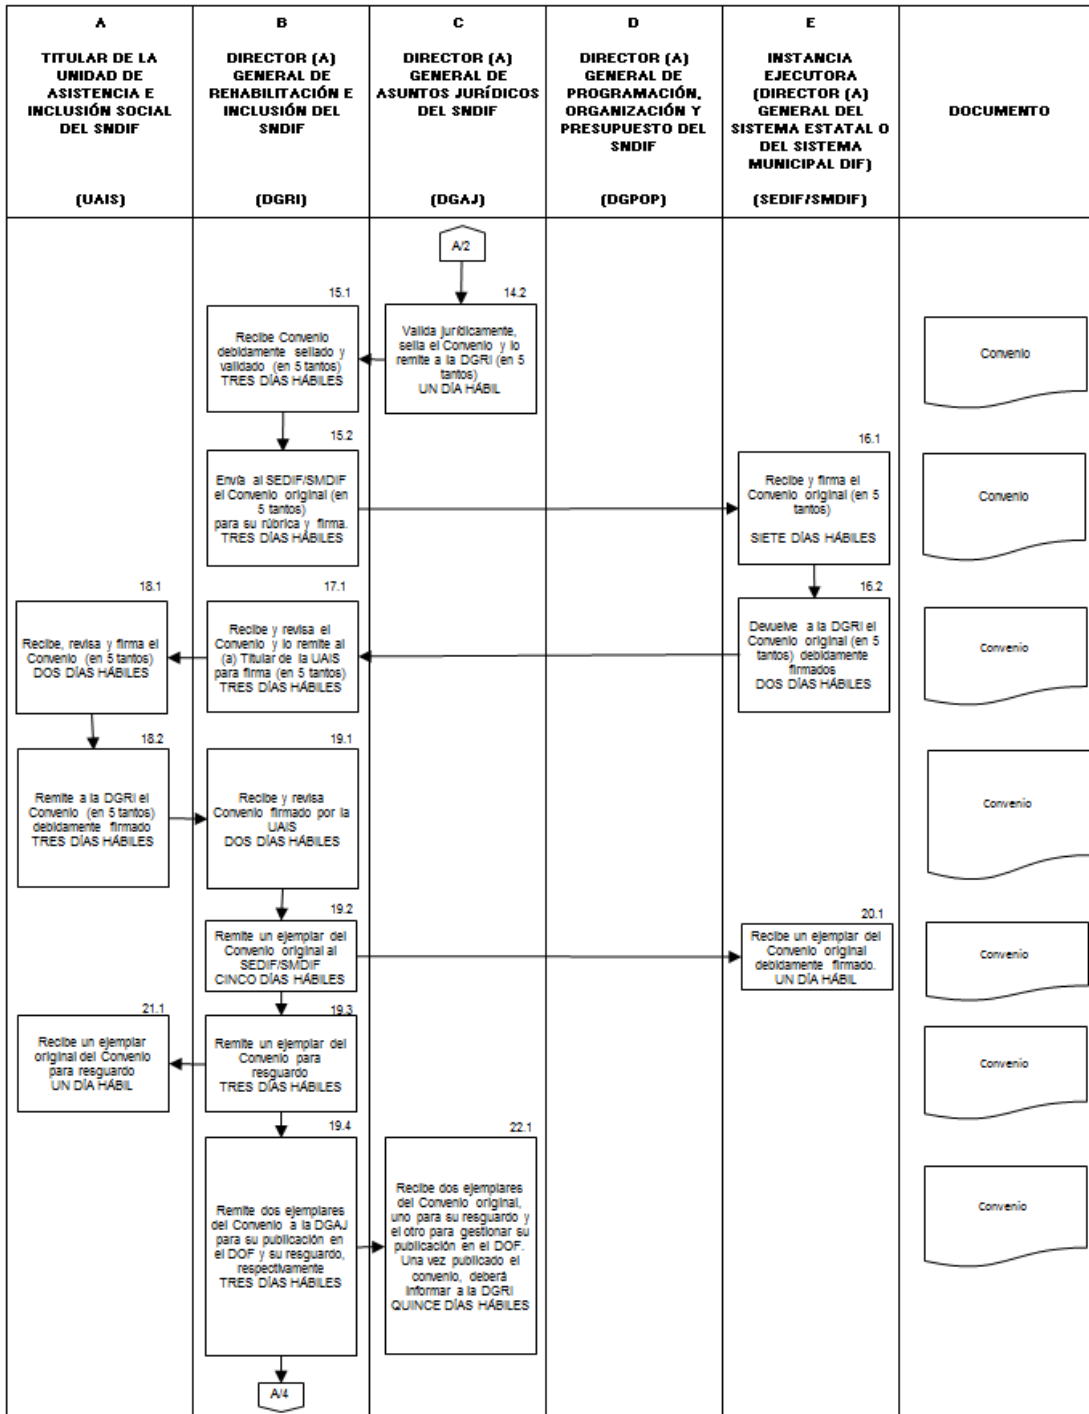 A
TITULAR DE LA
UNIDAD DE
ASISTENCIA E
INCLUSIÓN SOCIAL
DEL SNDIF
(UAIS)
B
DIRECTOR (A)
GENERAL DE
REHABILITACIÓN E
INCLUSIÓN DEL
SNDIF
(DGRI)
C
DIRECTOR (A)
GENERAL DE
ASUNTOS JURÍDICOS
DEL SNDIF
(DGAJ)
D
DIRECTOR (A)
GENERAL DE
PROGRAMACIÓN,
ORGANIZACIÓN Y
PRESUPUESTO DEL
SNDIF
(DGPOP)
E
INSTANCIA
EJECUTORA
(DIRECTOR (A)
GENERAL DEL
SISTEMA ESTATAL O
DEL SISTEMA
MUNICIPAL DIF)
(SEDIF/SMDIF)
DOCUMENTO
A/2
14.2
Valida jurídicamente,
sella el Convenio y lo
remite a la DGRI (en 5
tantos)
UN DÍA HÁBIL
15.1
Recibe Convenio
debidamente sellado y
validado (en 5 tantos)
TRES DÍAS HÁBILES
Convenio
15.2
Envía al SEDIF/SMDIF
el Convenio original (en
5 tantos)
para su rúbrica y firma.
TRES DÍAS HÁBILES
16.1
Recibe y firma el
Convenio original (en 5
tantos)
SIETE DÍAS HÁBILES
Convenio
16.2
Devuelve a la DGRI el
Convenio original (en 5
tantos) debidamente
firmados
DOS DÍAS HÁBILES
17.1
Recibe y revisa el
Convenio y lo remite al
(a) Titular de la UAIS
para firma (en 5 tantos)
TRES DÍAS HÁBILES
18.1
Recibe, revisa y firma el
Convenio (en 5 tantos)
DOS DÍAS HÁBILES
Convenio
18.2
Remite a la DGRI el
Convenio (en 5 tantos)
debidamente firmado
TRES DÍAS HÁBILES
19.1
Recibe y revisa
Convenio firmado por la
UAIS
DOS DÍAS HÁBILES
Convenio
19.2
Remite un ejemplar del
Convenio original al
SEDIF/SMDIF
CINCO DÍAS HÁBILES
20.1
Recibe un ejemplar del
Convenio original
debidamente firmado.
UN DÍA HÁBIL
Convenio
19.3
Remite un ejemplar del
Convenio para
resguardo
TRES DÍAS HÁBILES
21.1
Recibe un ejemplar
original del Convenio
para resguardo
UN DÍA HÁBIL
Convenio
19.4
Remite dos ejemplares
del Convenio a la DGAJ
para su publicación en
el DOF y su resguardo,
respectivamente
TRES DÍAS HÁBILES
22.1
Recibe dos ejemplares
del Convenio original,
uno para su resguardo y
el otro para gestionar su
publicación en el DOF.
Una vez publicado el
convenio, deberá
informar a la DGRI
QUINCE DÍAS HÁBILES
Convenio
A/4